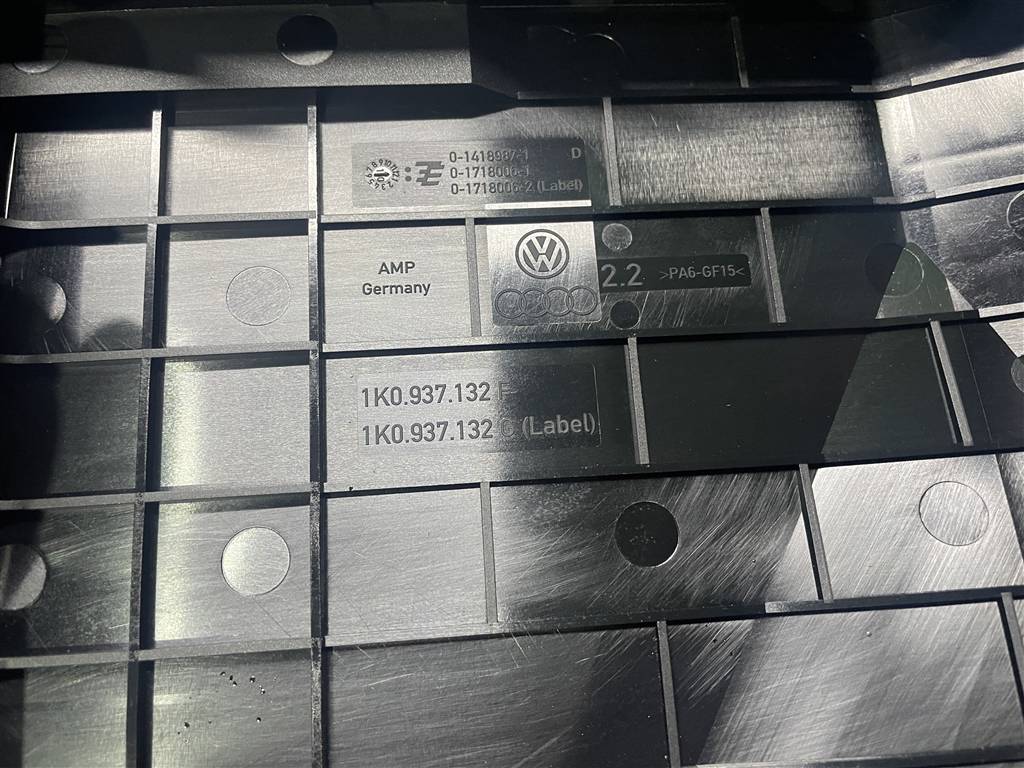 0-1418987-1 D
0-1718006-1
0-1718006-2 (Label)
AMP
Germany
2.2 >PA6-GF15<
1K0.937.132 F
1K0.937.132 (Label)